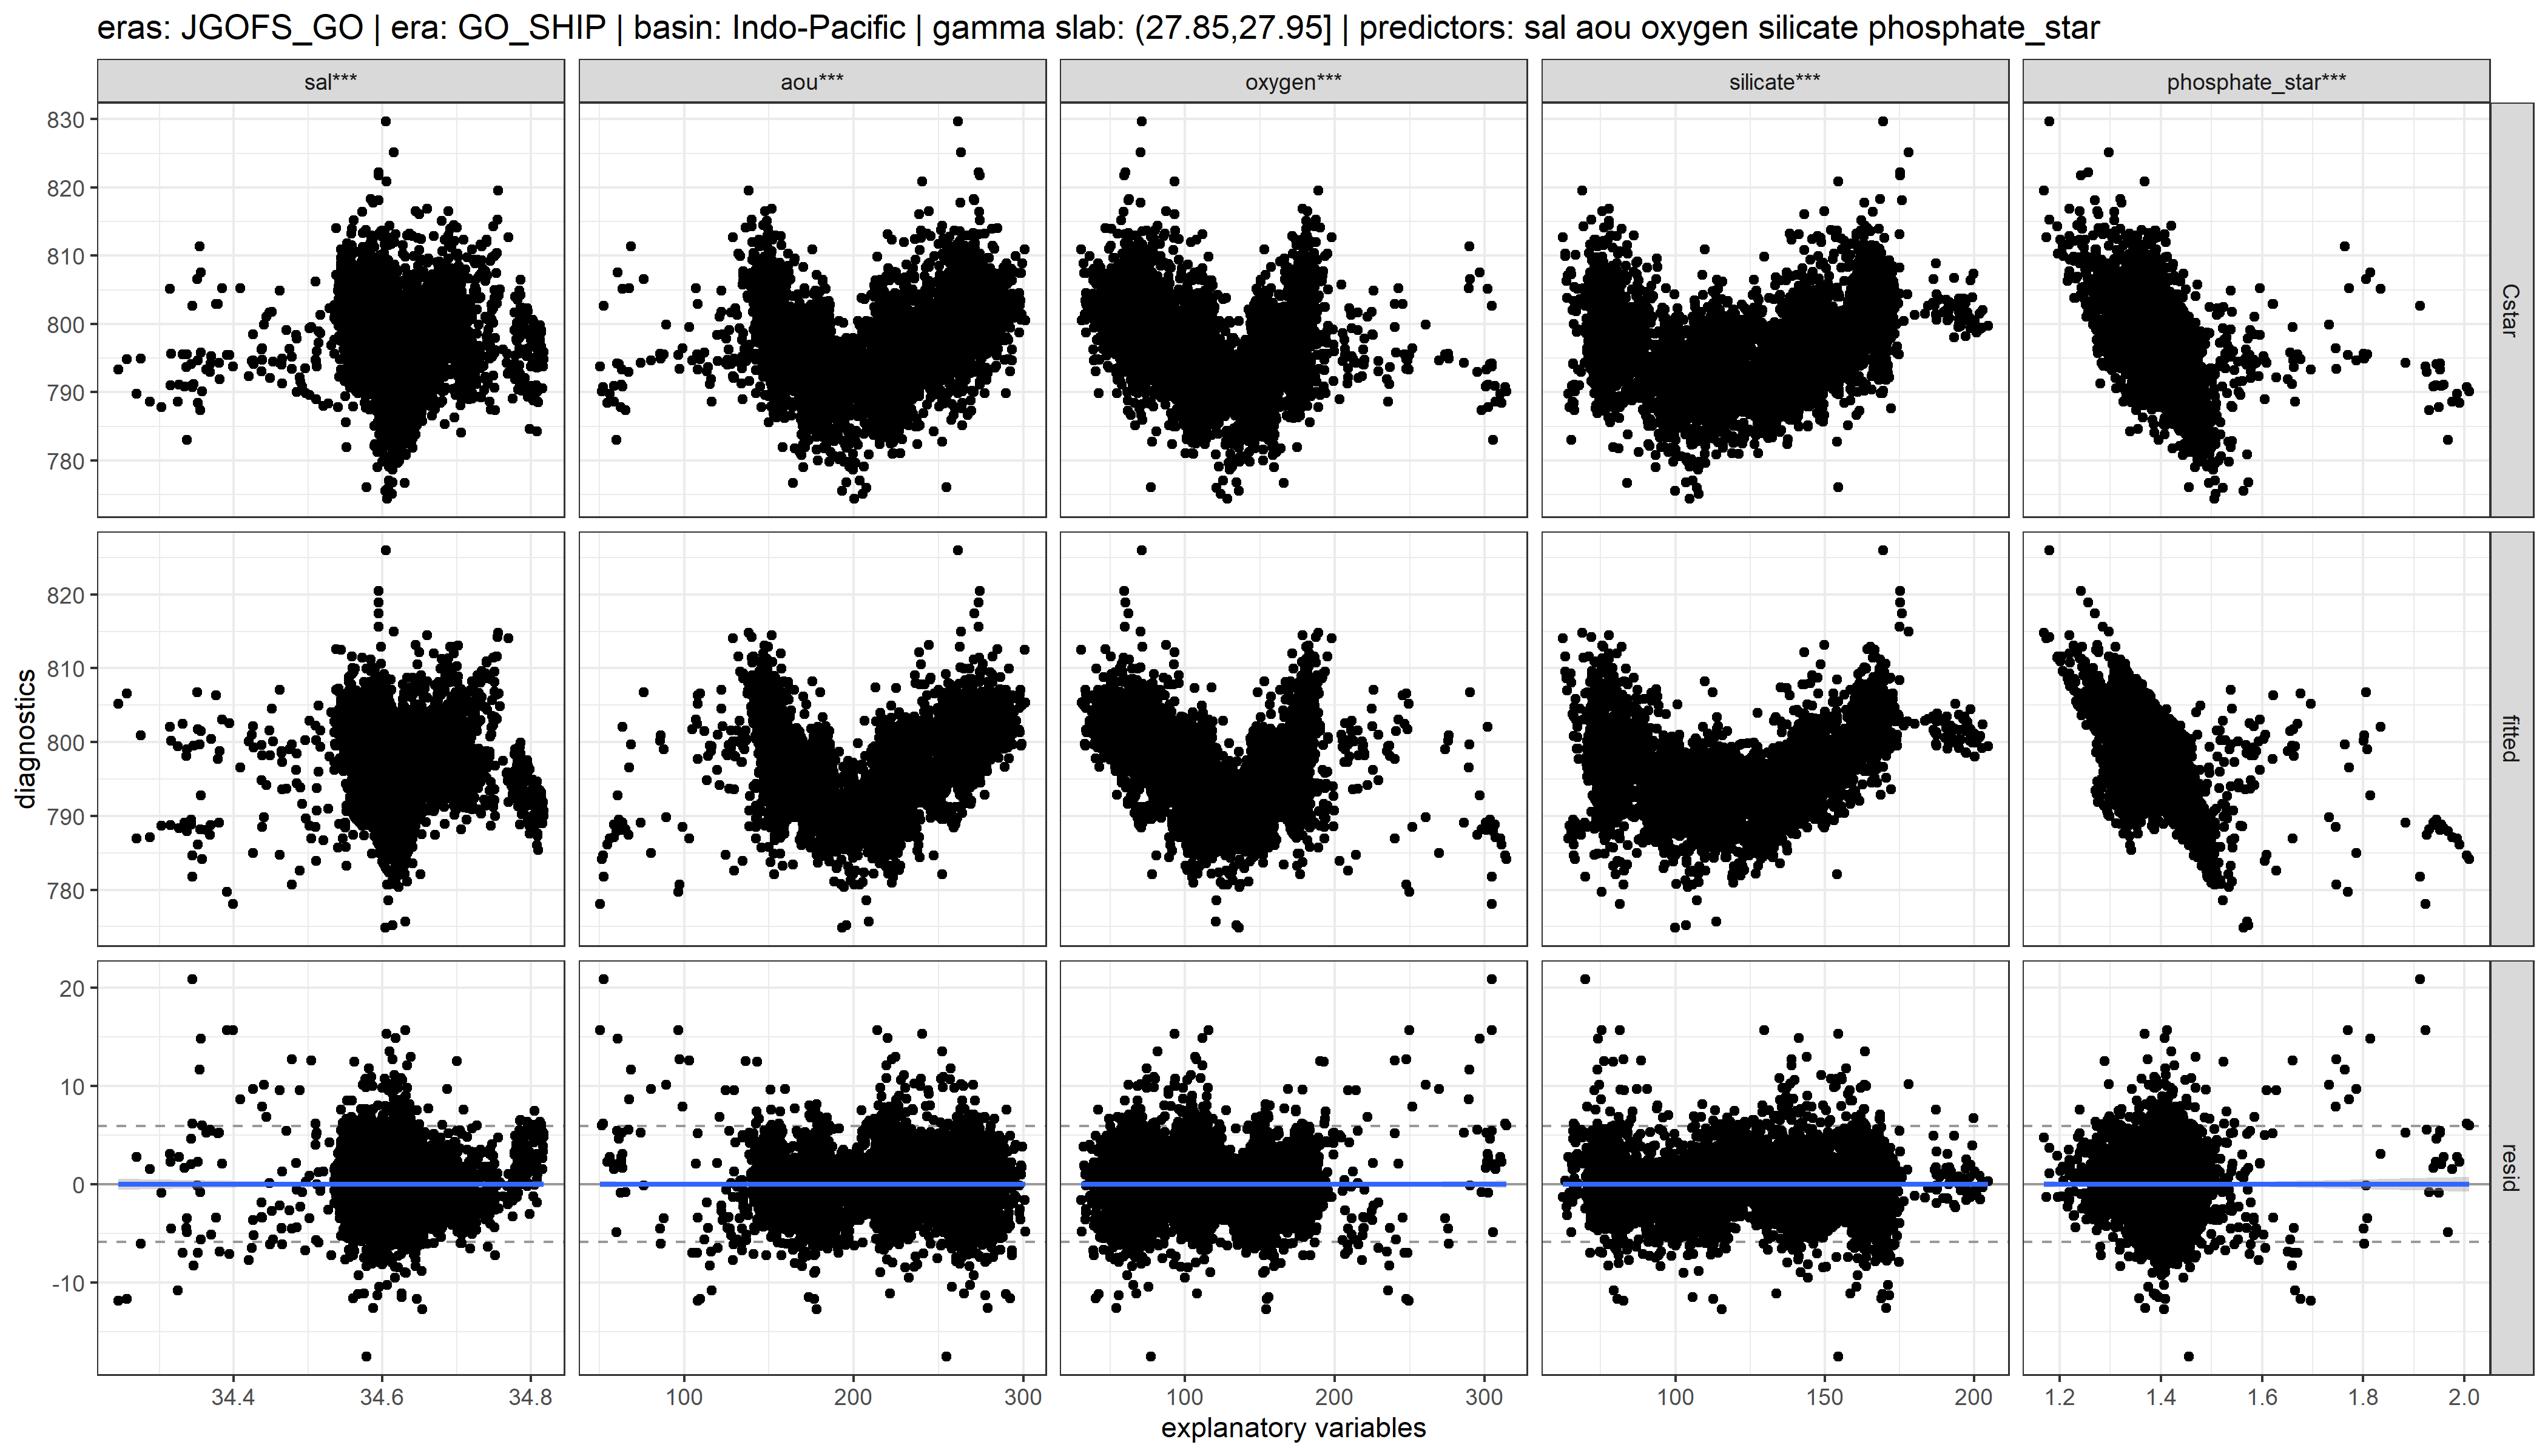 eras: JGOFS_GO | era: GO_SHIP | basin: Indo-Pacific | gamma slab: (27.85,27.95] | predictors: sal aou oxygen silicate phosphate_star
sal*** aou*** oxygen*** silicate*** phosphate_star***
830
820
810
800
790
780
Cstar
820
810
800
790
780
fitted
diagnostics
20
10
0
-10
resid
34.4 34.6 34.8 100 200 300 100 200 300 100 150 200 1.2 1.4 1.6 1.8 2.0
explanatory variables